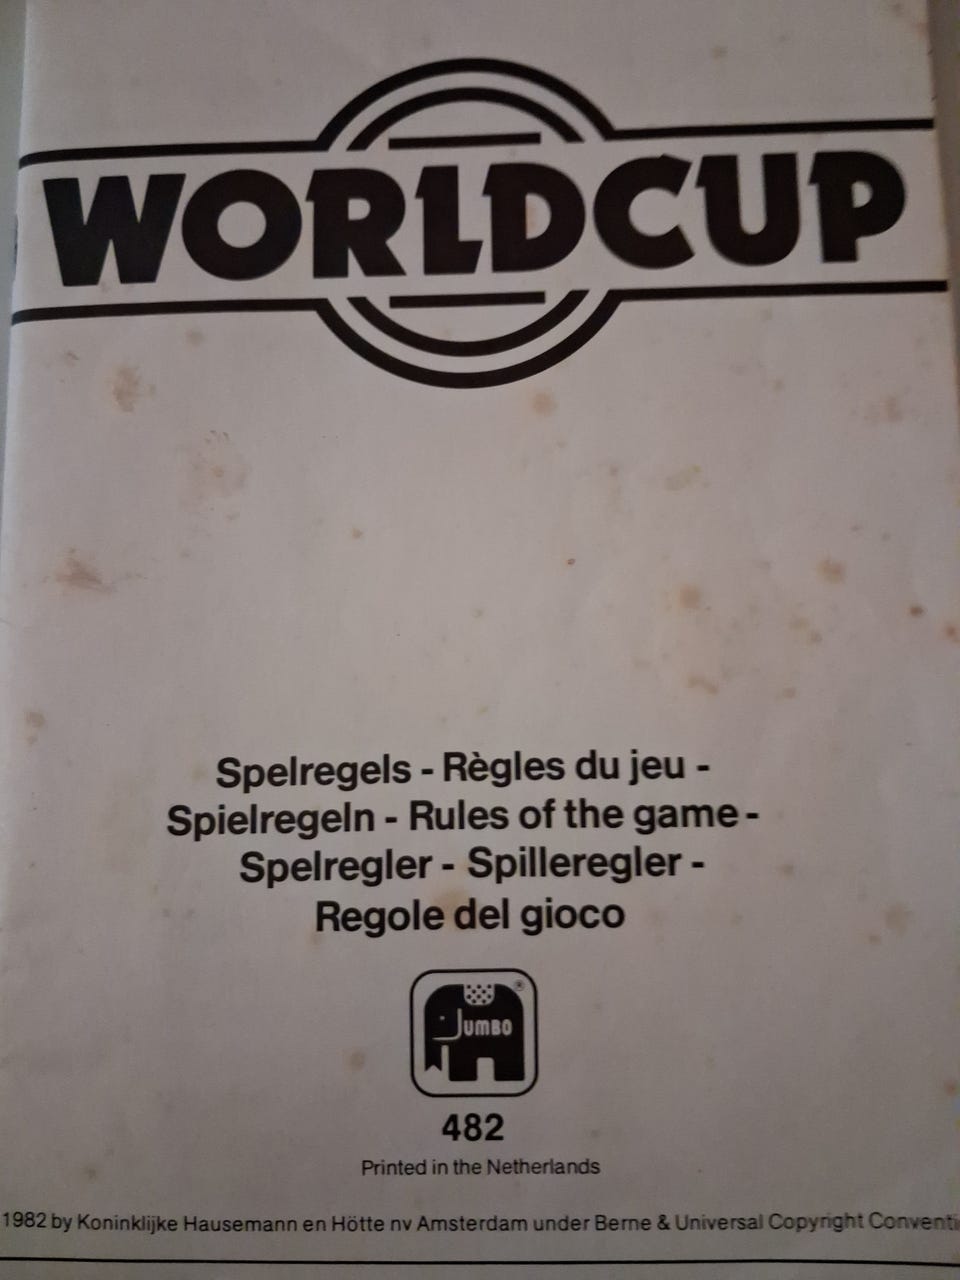 WORLDCUP
Spelregels - Règles du jeu -
Spielregeln - Rules of the game -
Spelregler - Spilleregler -
Regole del gioco
JUMBO
®
482
Printed in the Netherlands
1982 by Koninklijke Hausemann en Hötte nv Amsterdam under Berne & Universal Copyright Conventi